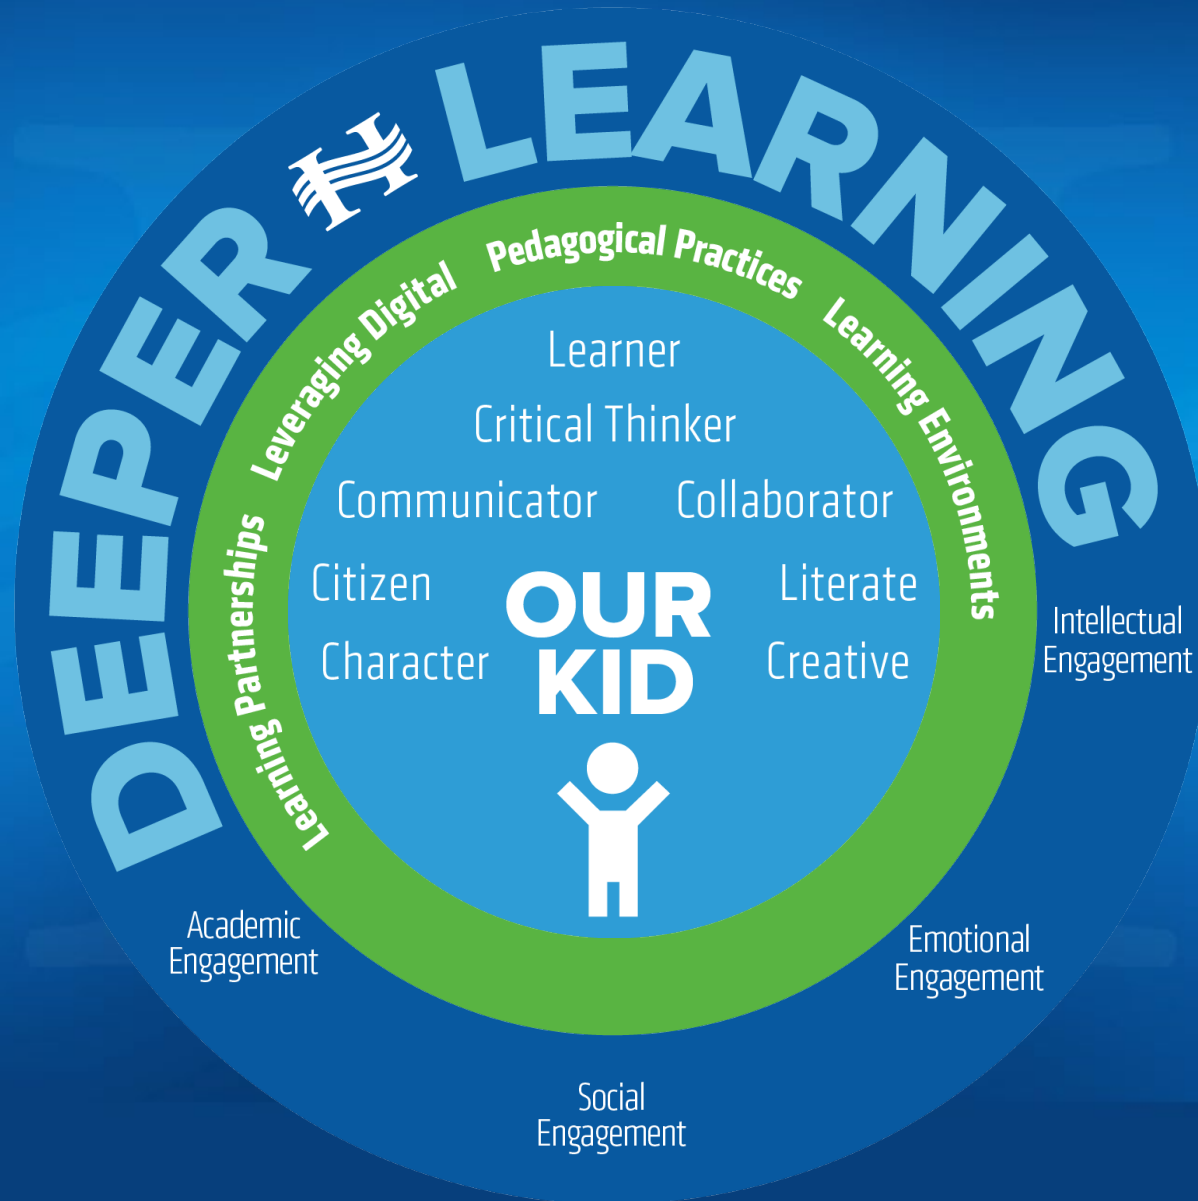 DEEPER LEARNING
Learning Partnerships
Leveraging Digital
Pedagogical Practices
Learning Environments
Learner
Critical Thinker
Communicator
Collaborator
Citizen
Literate
Character
Creative
OUR
KID
Intellectual
Engagement
Academic
Engagement
Emotional
Engagement
Social
Engagement